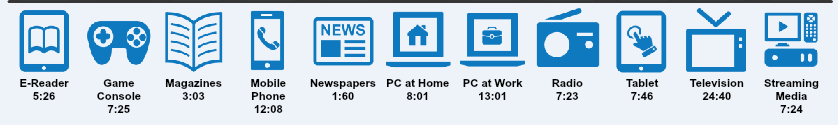 NEWS
E-Reader
5:26
Game
Console
7:25
Magazines
3:03
Mobile
Phone
12:08
Newspapers
1:60
PC at Home
8:01
PC at Work
13:01
Radio
7:23
Tablet
7:46
Television
24:40
Streaming
Media
7:24